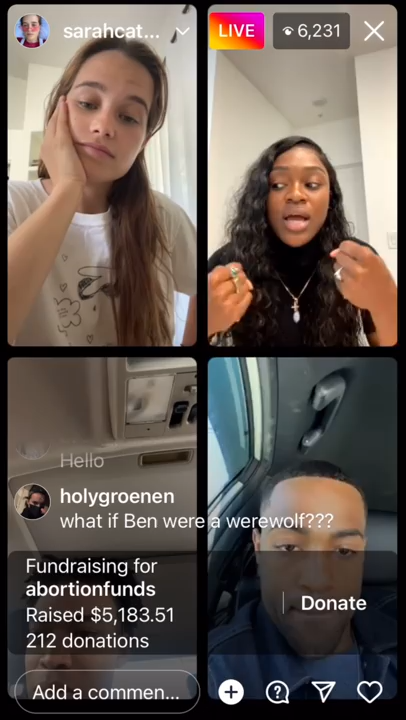 sarahcat...
LIVE
6,231
Hello
holygroenen
what if Ben were a werewolf???
Fundraising for
abortionfunds
Raised $5,183.51
212 donations
Donate
Add a commen...